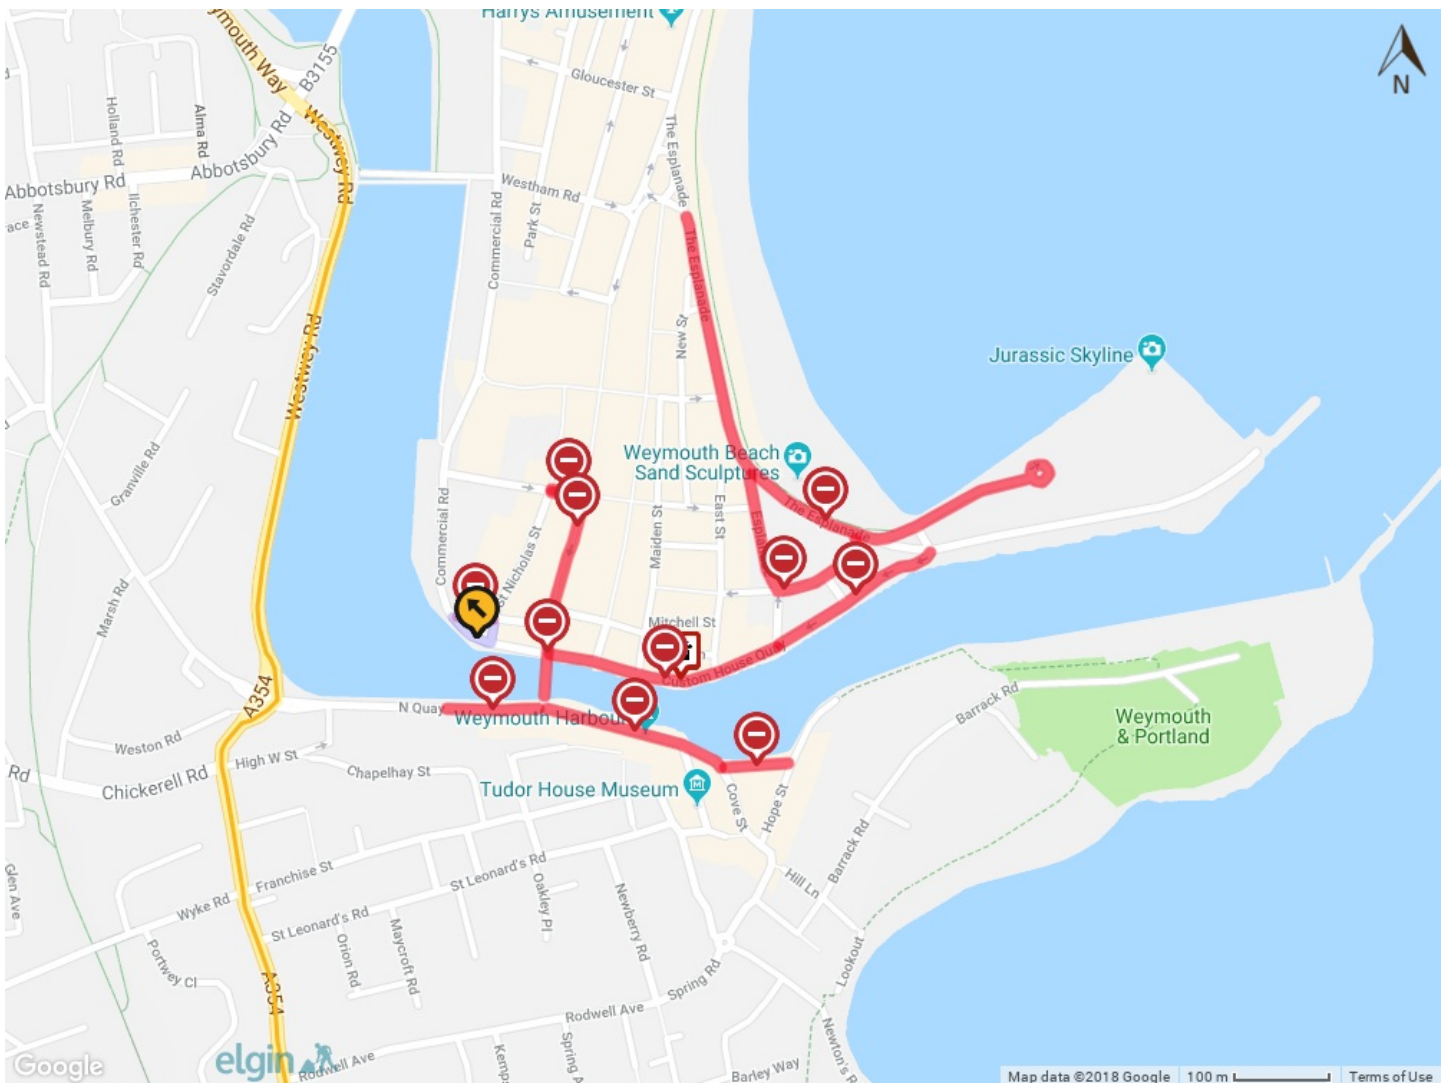 Harrys Amusement
Weymouth Way
B3155
Gloucester St
Holland Rd
Alma Rd
Westwey Rd
The Esplanade
Abbotsbury Rd
Abbotsbury Rd
Westham Rd
Newstead Rd
Melbury Rd
Ilchester Rd
Stavordale Rd
Commercial Rd
Park St
The Esplanade
N
Westwey Rd
New St
Jurassic Skyline
Granville Rd
Weymouth Beach
Sand Sculptures
Commercial Rd
St Nicholas St
Maiden St
East St
The Esplanade
Marsh Rd
Mitchell St
Custom House Quay
A354
N Quay
Weymouth Harbour
Barrack Rd
Weymouth
& Portland
Weston Rd
High W St
Rd
Chickerell Rd
Chapelhay St
Tudor House Museum
Cove St
Hope St
Barrack Rd
Glen Ave
Franchise St
St Leonard's Rd
Hill Ln
Wyke Rd
Oakley Pl
Newberry Rd
St Leonard's Rd
Orion Rd
Maycroft Rd
Portwey Cl
Lookout
Spring Rd
A354
Rodwell Ave
Newton's R
Google
elgin
Rodwell Ave
Spring A
Barley Way
Map data ©2018 Google
100 m
Terms of Use